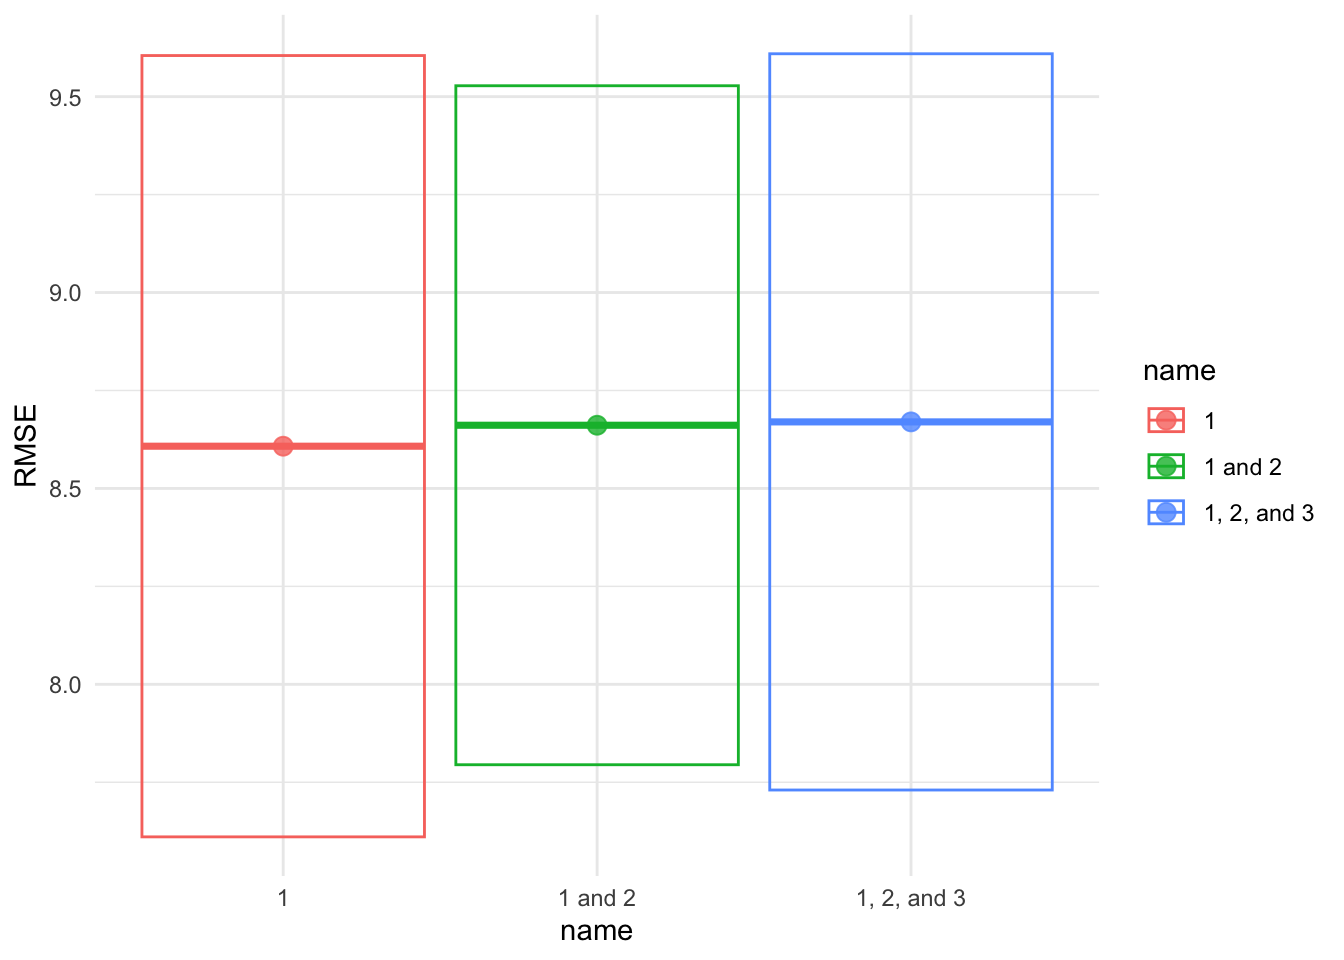 RMSE
9.5
9.0
8.5
8.0
1
1 and 2
1, 2, and 3
name
name
1
1 and 2
1, 2, and 3